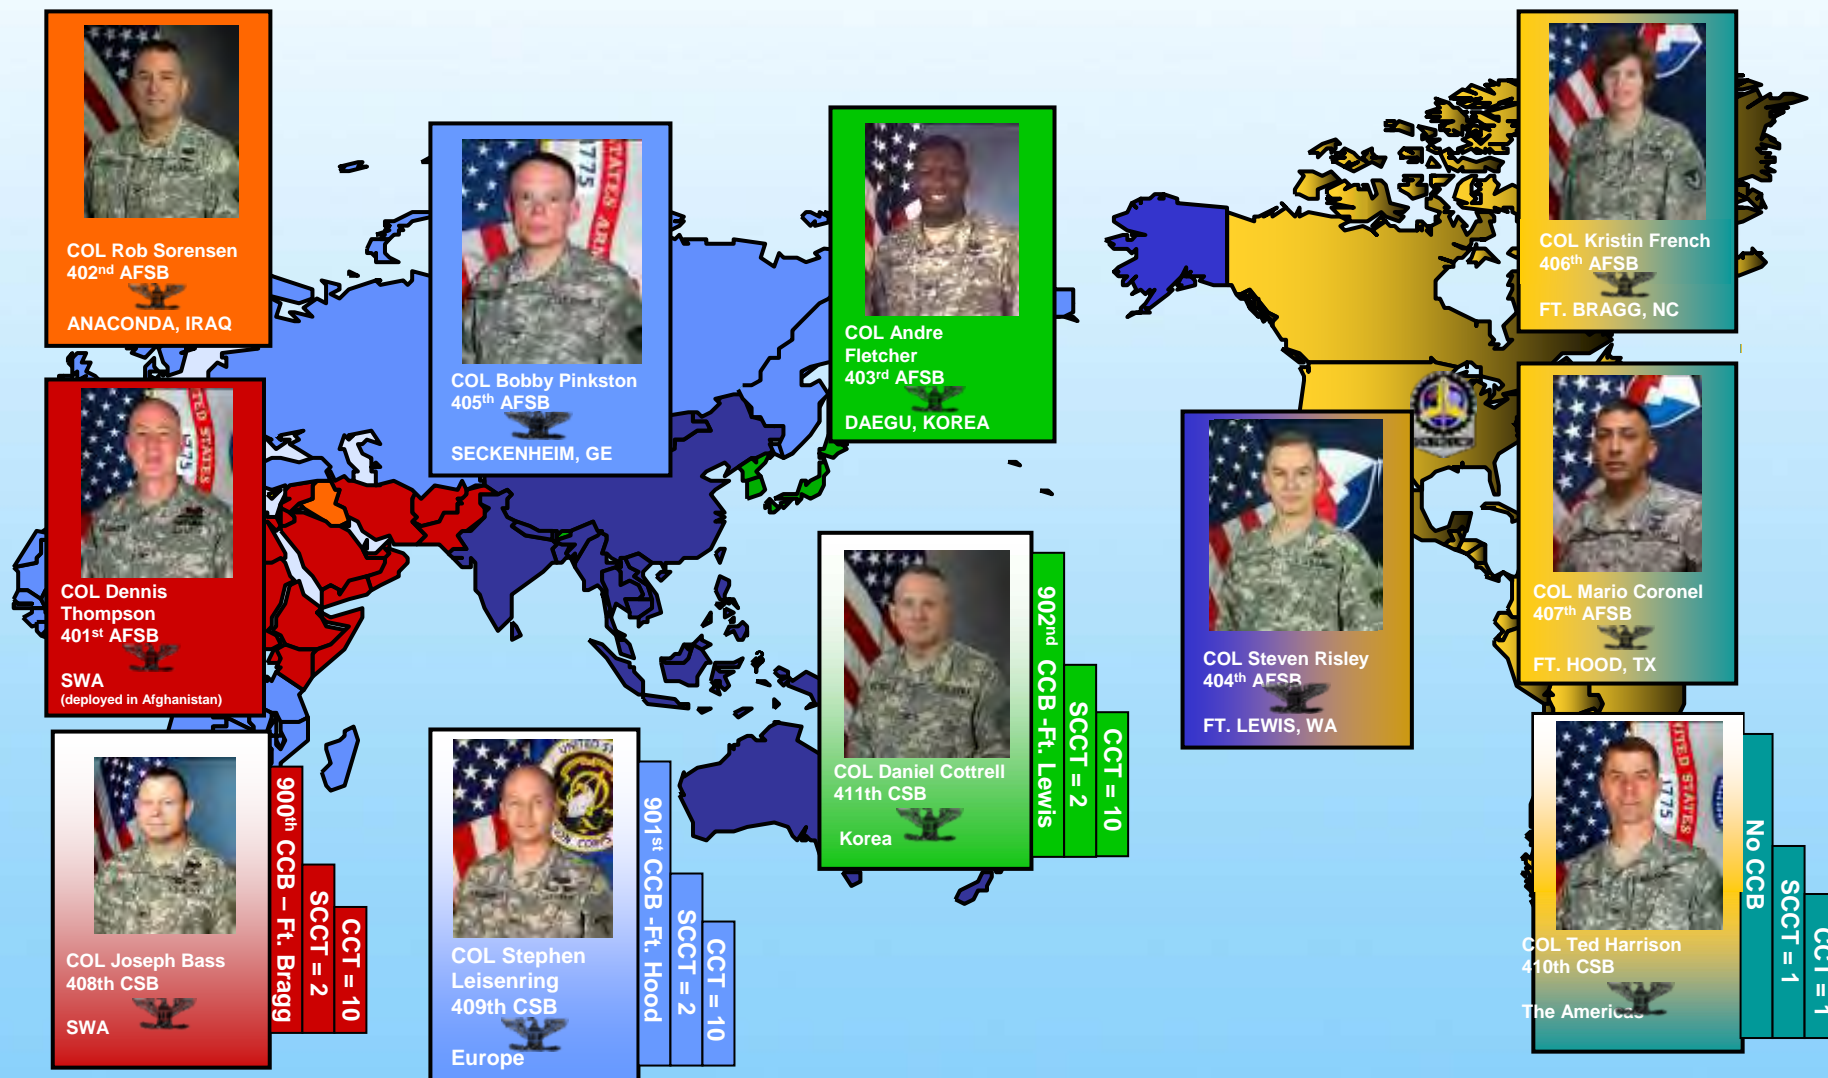 COL Rob Sorensen
402nd AFSB
ANACONDA, IRAQ
COL Bobby Pinkston
405th AFSB
SECKENHEIM, GE
COL Andre
Fletcher
403rd AFSB
DAEGU, KOREA
COL Kristin French
406th AFSB
FT. BRAGG, NC
COL Dennis
Thompson
401st AFSB
SWA
(deployed in Afghanistan)
COL Steven Risley
404th AFSB
FT. LEWIS, WA
COL Mario Coronel
407th AFSB
FT. HOOD, TX
COL Joseph Bass
408th CSB
SWA
900th CCB – Ft. Bragg
SCCT = 2
CCT = 10
COL Stephen
Leisenring
409th CSB
Europe
901st CCB -Ft. Hood
SCCT = 2
CCT = 10
COL Daniel Cottrell
411th CSB
Korea
902nd CCB -Ft. Lewis
SCCT = 2
CCT = 10
COL Ted Harrison
410th CSB
The Americas
No CCB
SCCT = 1
CCT = 1